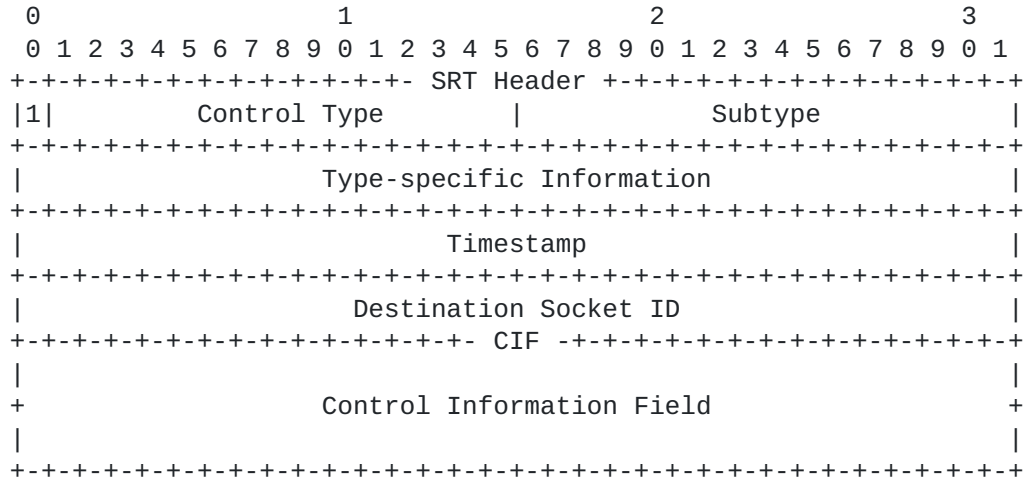 0                   1                   2                   3
 0 1 2 3 4 5 6 7 8 9 0 1 2 3 4 5 6 7 8 9 0 1 2 3 4 5 6 7 8 9 0 1
+-+-+-+-+-+-+-+-+-+-+-+-+- SRT Header +-+-+-+-+-+-+-+-+-+-+-+-+-+
|1|         Control Type        |            Subtype            |
+-+-+-+-+-+-+-+-+-+-+-+-+-+-+-+-+-+-+-+-+-+-+-+-+-+-+-+-+-+-+-+-+
|                   Type-specific Information                   |
+-+-+-+-+-+-+-+-+-+-+-+-+-+-+-+-+-+-+-+-+-+-+-+-+-+-+-+-+-+-+-+-+
|                           Timestamp                           |
+-+-+-+-+-+-+-+-+-+-+-+-+-+-+-+-+-+-+-+-+-+-+-+-+-+-+-+-+-+-+-+-+
|                     Destination Socket ID                     |
+-+-+-+-+-+-+-+-+-+-+-+-+-+-+- CIF -+-+-+-+-+-+-+-+-+-+-+-+-+-+-+
|                                                               |
+                   Control Information Field                   +
|                                                               |
+-+-+-+-+-+-+-+-+-+-+-+-+-+-+-+-+-+-+-+-+-+-+-+-+-+-+-+-+-+-+-+-+